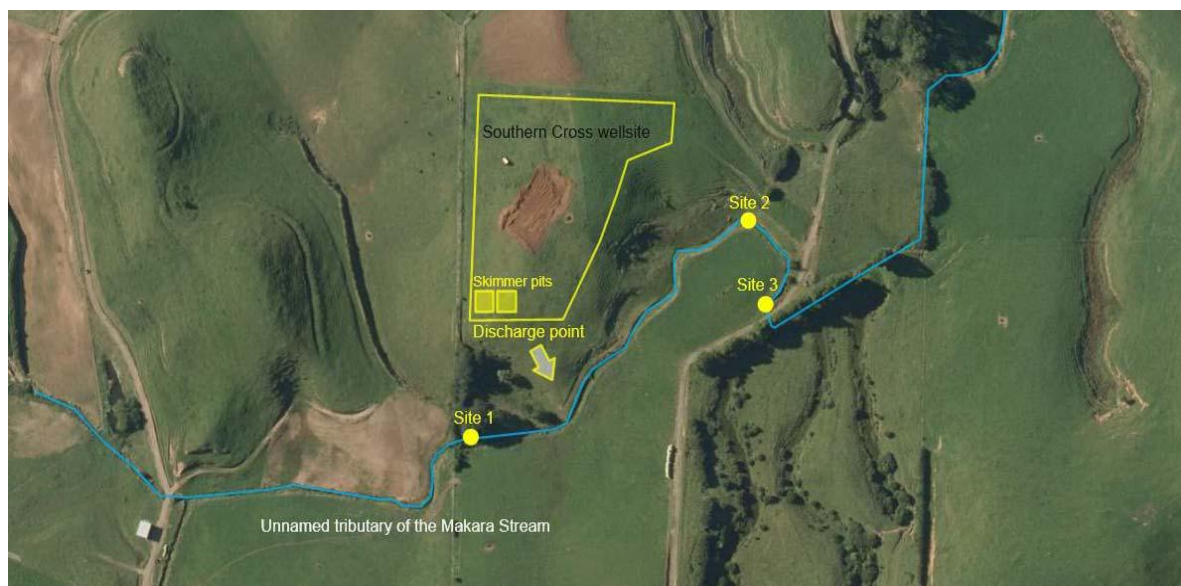 Southern Cross wellsite
Site 2
Skimmer pits
Site 3
Discharge point
Site 1
Unnamed tributary of the Makara Stream